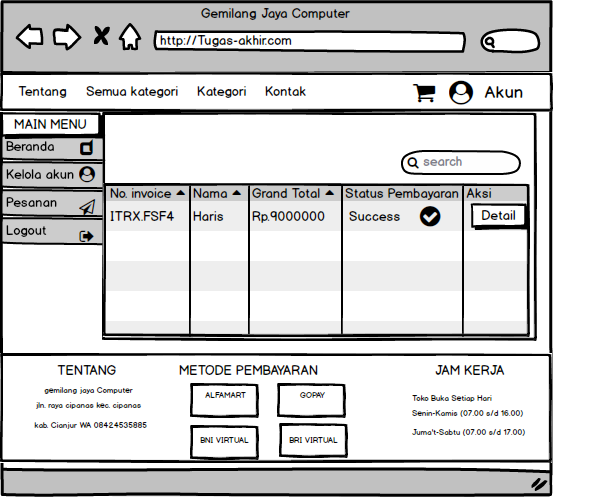 Gemilang Jaya Computer
http://Tugas-akhir.com
Tentang Semua kategori Kategori Kontak Akun
MAIN MENU
Beranda
Kelola akun
Pesanan
Logout
search
No. invoice Nama Grand Total Status Pembayaran Aksi
ITRX.FSF4 Haris Rp.9000000 Success Detail
TENTANG
gemilang jaya Computer
jln. raya cipanas kec. cipanas
kab. Cianjur WA 08424535885
METODE PEMBAYARAN
ALFAMART GOPAY
BNI VIRTUAL BRI VIRTUAL
JAM KERJA
Toko Buka Setiap Hari
Senin-Kamis (07.00 s/d 16.00)
Juma't-Sabtu (07.00 s/d 17.00)